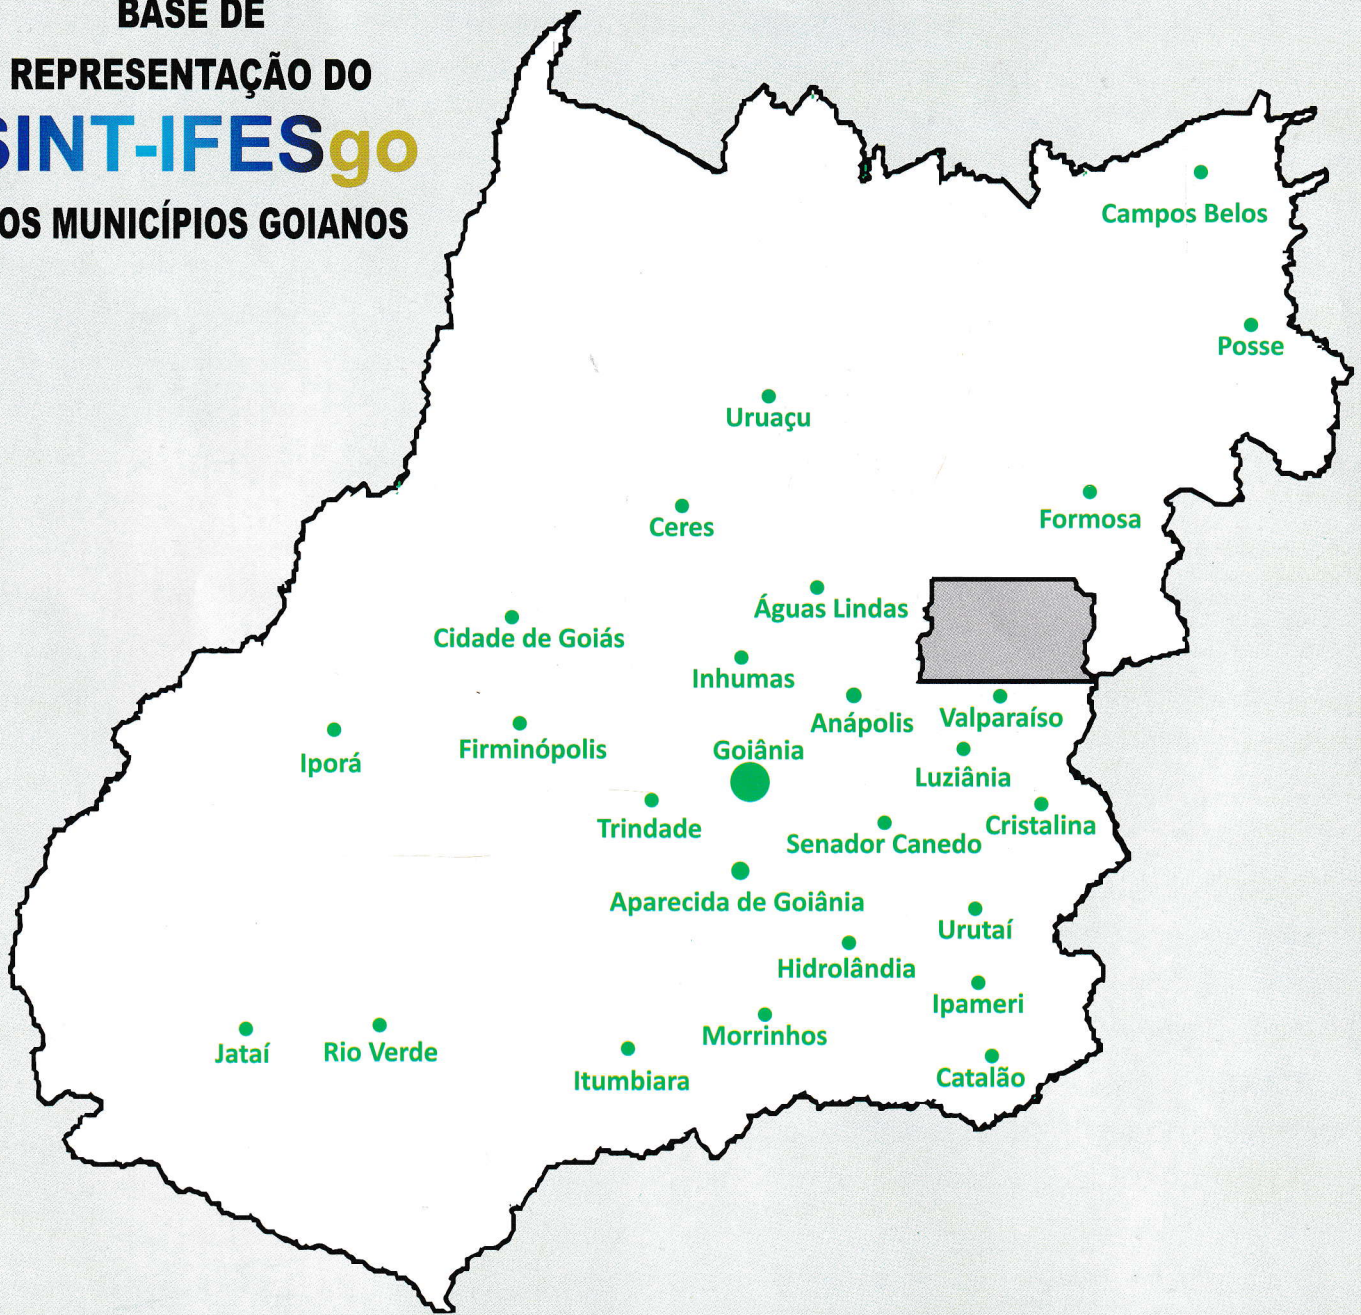 BASE DE
REPRESENTAÇÃO DO
SINT-IFESgo
OS MUNICÍPIOS GOIANOS
Campos Belos
Posse
Uruaçu
Ceres
Formosa
Águas Lindas
Cidade de Goiás
Inhumas
Anápolis
Valparaíso
Iporá
Firminópolis
Goiânia
Luziânia
Trindade
Senador Canedo
Cristalina
Aparecida de Goiânia
Urutaí
Hidrolândia
Ipameri
Morrinhos
Jataí
Rio Verde
Itumbiara
Catalão